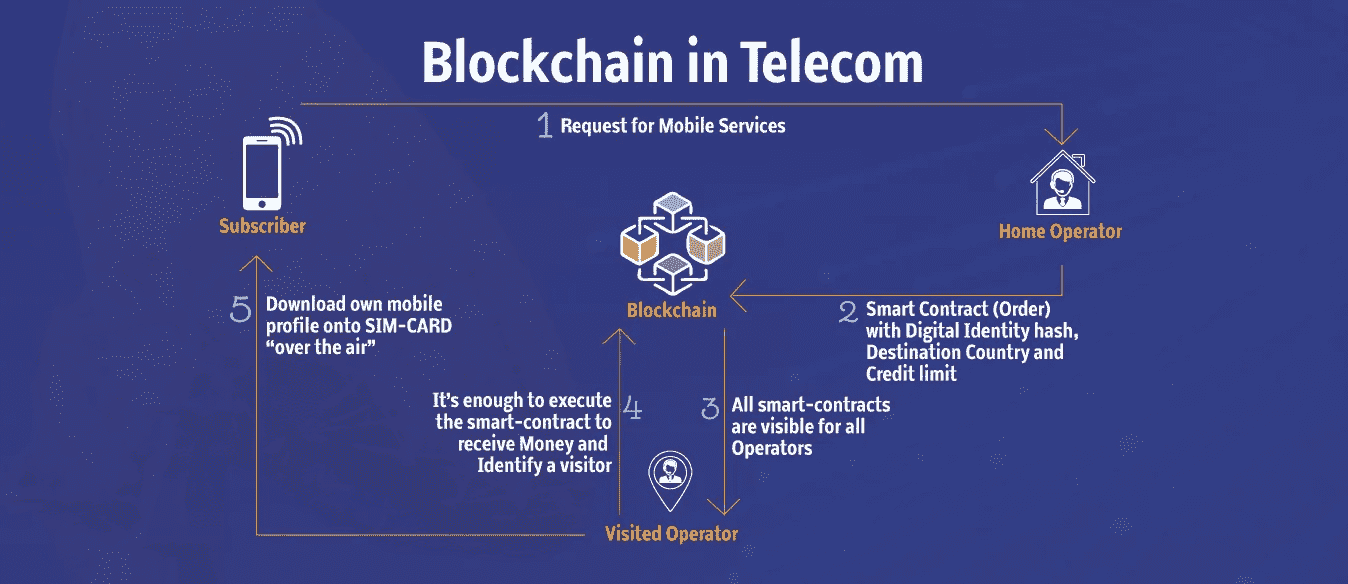 Blockchain in Telecom
1 Request for Mobile Services
Subscriber
Home Operator
Blockchain
2 Smart Contract (Order)
with Digital Identity hash,
Destination Country and
Credit limit
5 Download own mobile
profile onto SIM-CARD
“over the air”
It’s enough to execute
the smart-contract to
receive Money and
Identify a visitor
4
3 All smart-contracts
are visible for all
Operators
Visited Operator